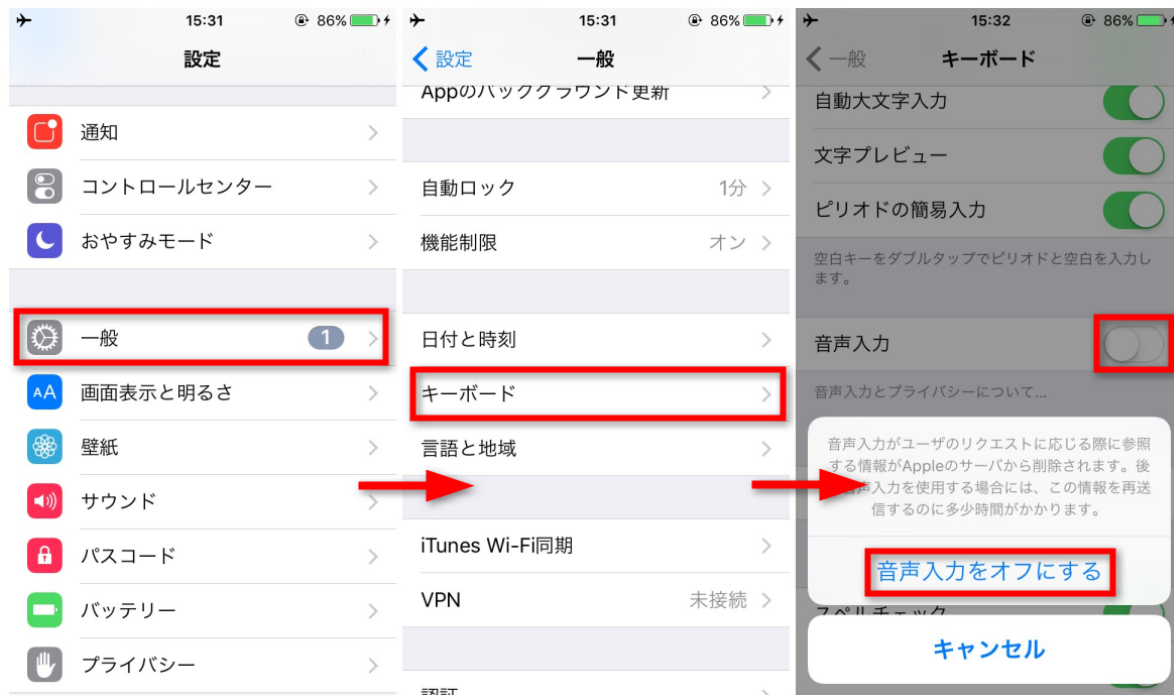 15:31
86%
設定
通知
コントロールセンター
おやすみモード
一般
1
画面表示と明るさ
壁紙
サウンド
パスコード
バッテリー
プライバシー
15:31
86%
設定
一般
Appのバックグラウンド更新
自動ロック
1分
機能制限
オン
日付と時刻
キーボード
言語と地域
iTunes Wi-Fi同期
VPN
未接続
15:32
86%
一般
キーボード
自動大文字入力
文字プレビュー
ピリオドの簡易入力
空白キーをダブルタップでピリオドと空白を入力し
ます。
音声入力
音声入力とプライバシーについて...
音声入力がユーザのリクエストに応じる際に参照
する情報がAppleのサーバから削除されます。後
声入力を使用する場合には、この情報を再送
信するのに多少時間がかかります。
音声入力をオフにする
スペルチェック
キャンセル